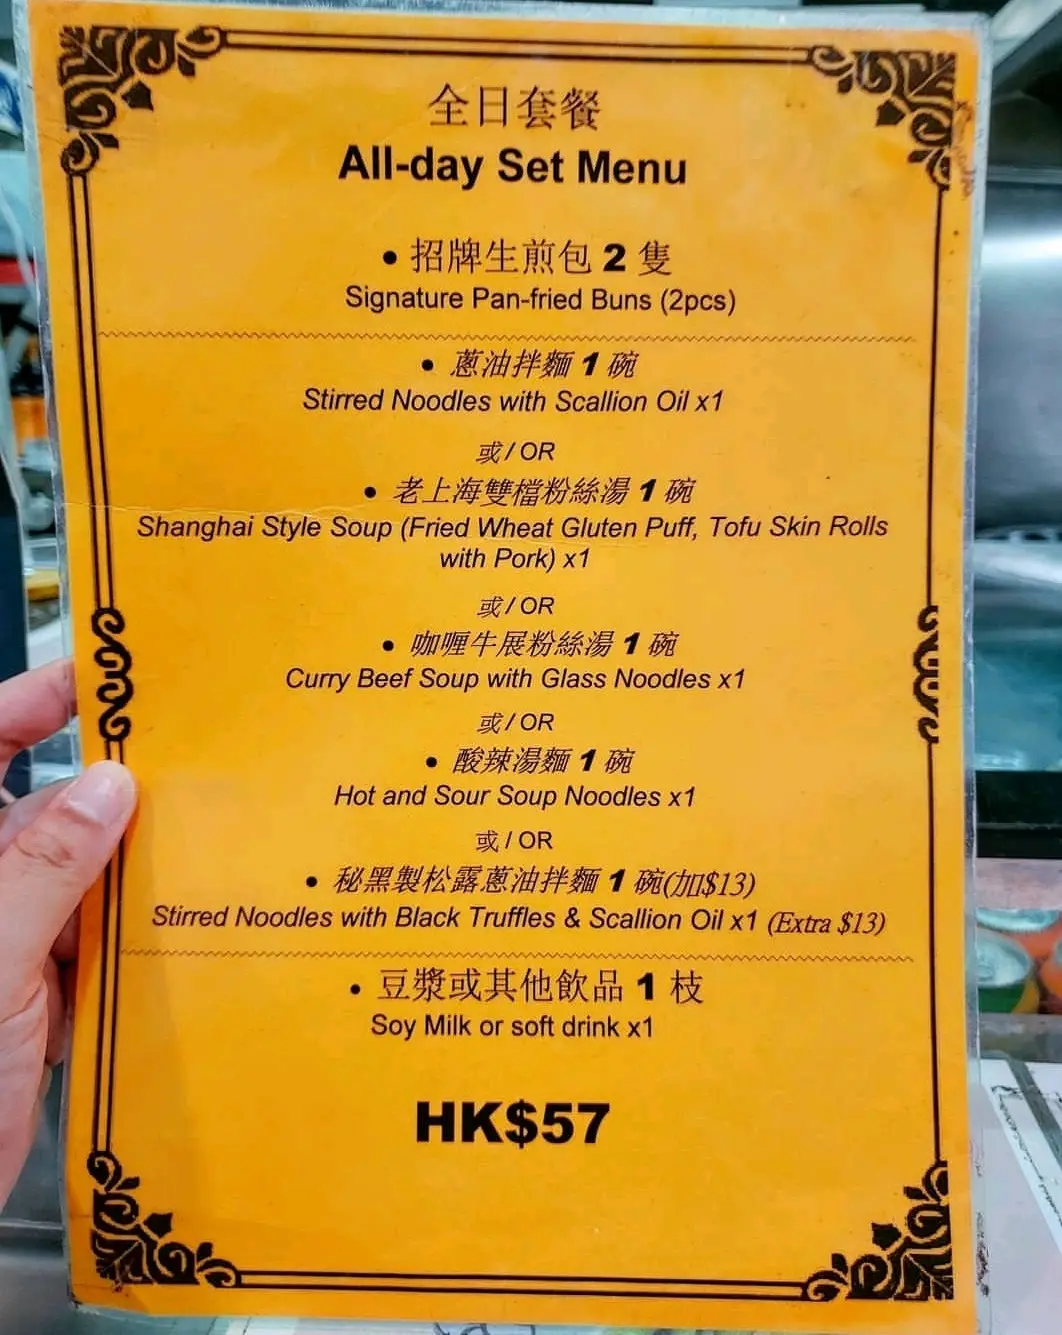 全日套餐
All-day Set Menu
• 招牌生煎包 2 隻
Signature Pan-fried Buns (2pcs)
• 蔥油拌麵 1 碗
Stirred Noodles with Scallion Oil x1
或 / OR
• 老上海雙檔粉絲湯 1 碗
Shanghai Style Soup (Fried Wheat Gluten Puff, Tofu Skin Rolls
with Pork) x1
或 / OR
• 咖喱牛展粉絲湯 1 碗
Curry Beef Soup with Glass Noodles x1
或 / OR
• 酸辣湯麵 1 碗
Hot and Sour Soup Noodles x1
或 / OR
• 秘黑製松露蔥油拌麵 1 碗(加$13)
Stirred Noodles with Black Truffles & Scallion Oil x1 (Extra $13)
• 豆漿或其他飲品 1 枝
Soy Milk or soft drink x1
HK$57